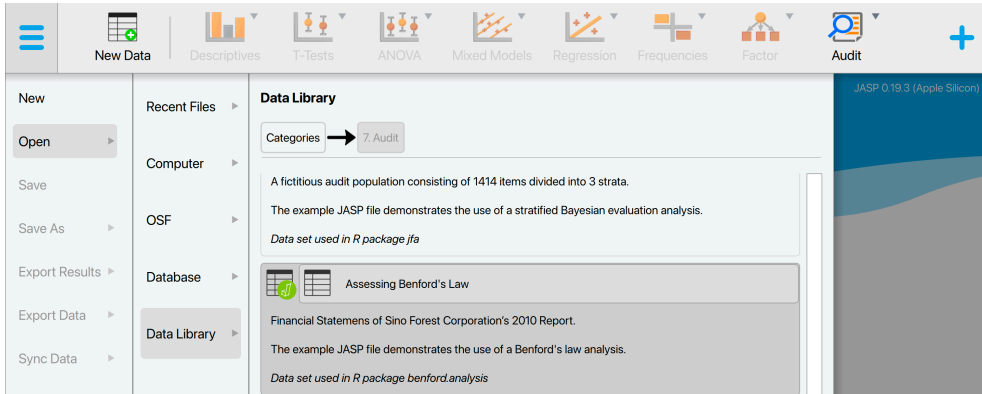 New Data
Descriptives
T-Tests
ANOVA
Mixed Models
Regression
Frequencies
Factor
Audit
JASP 0.19.3 (Apple Silicon)
New
Open
Save
Save As
Export Results
Export Data
Sync Data
Recent Files
Computer
OSF
Database
Data Library
Data Library
Categories
7. Audit
A fictitious audit population consisting of 1414 items divided into 3 strata.
The example JASP file demonstrates the use of a stratified Bayesian evaluation analysis.
Data set used in R package jfa
Assessing Benford's Law
Financial Statemens of Sino Forest Corporation's 2010 Report.
The example JASP file demonstrates the use of a Benford's law analysis.
Data set used in R package benford.analysis